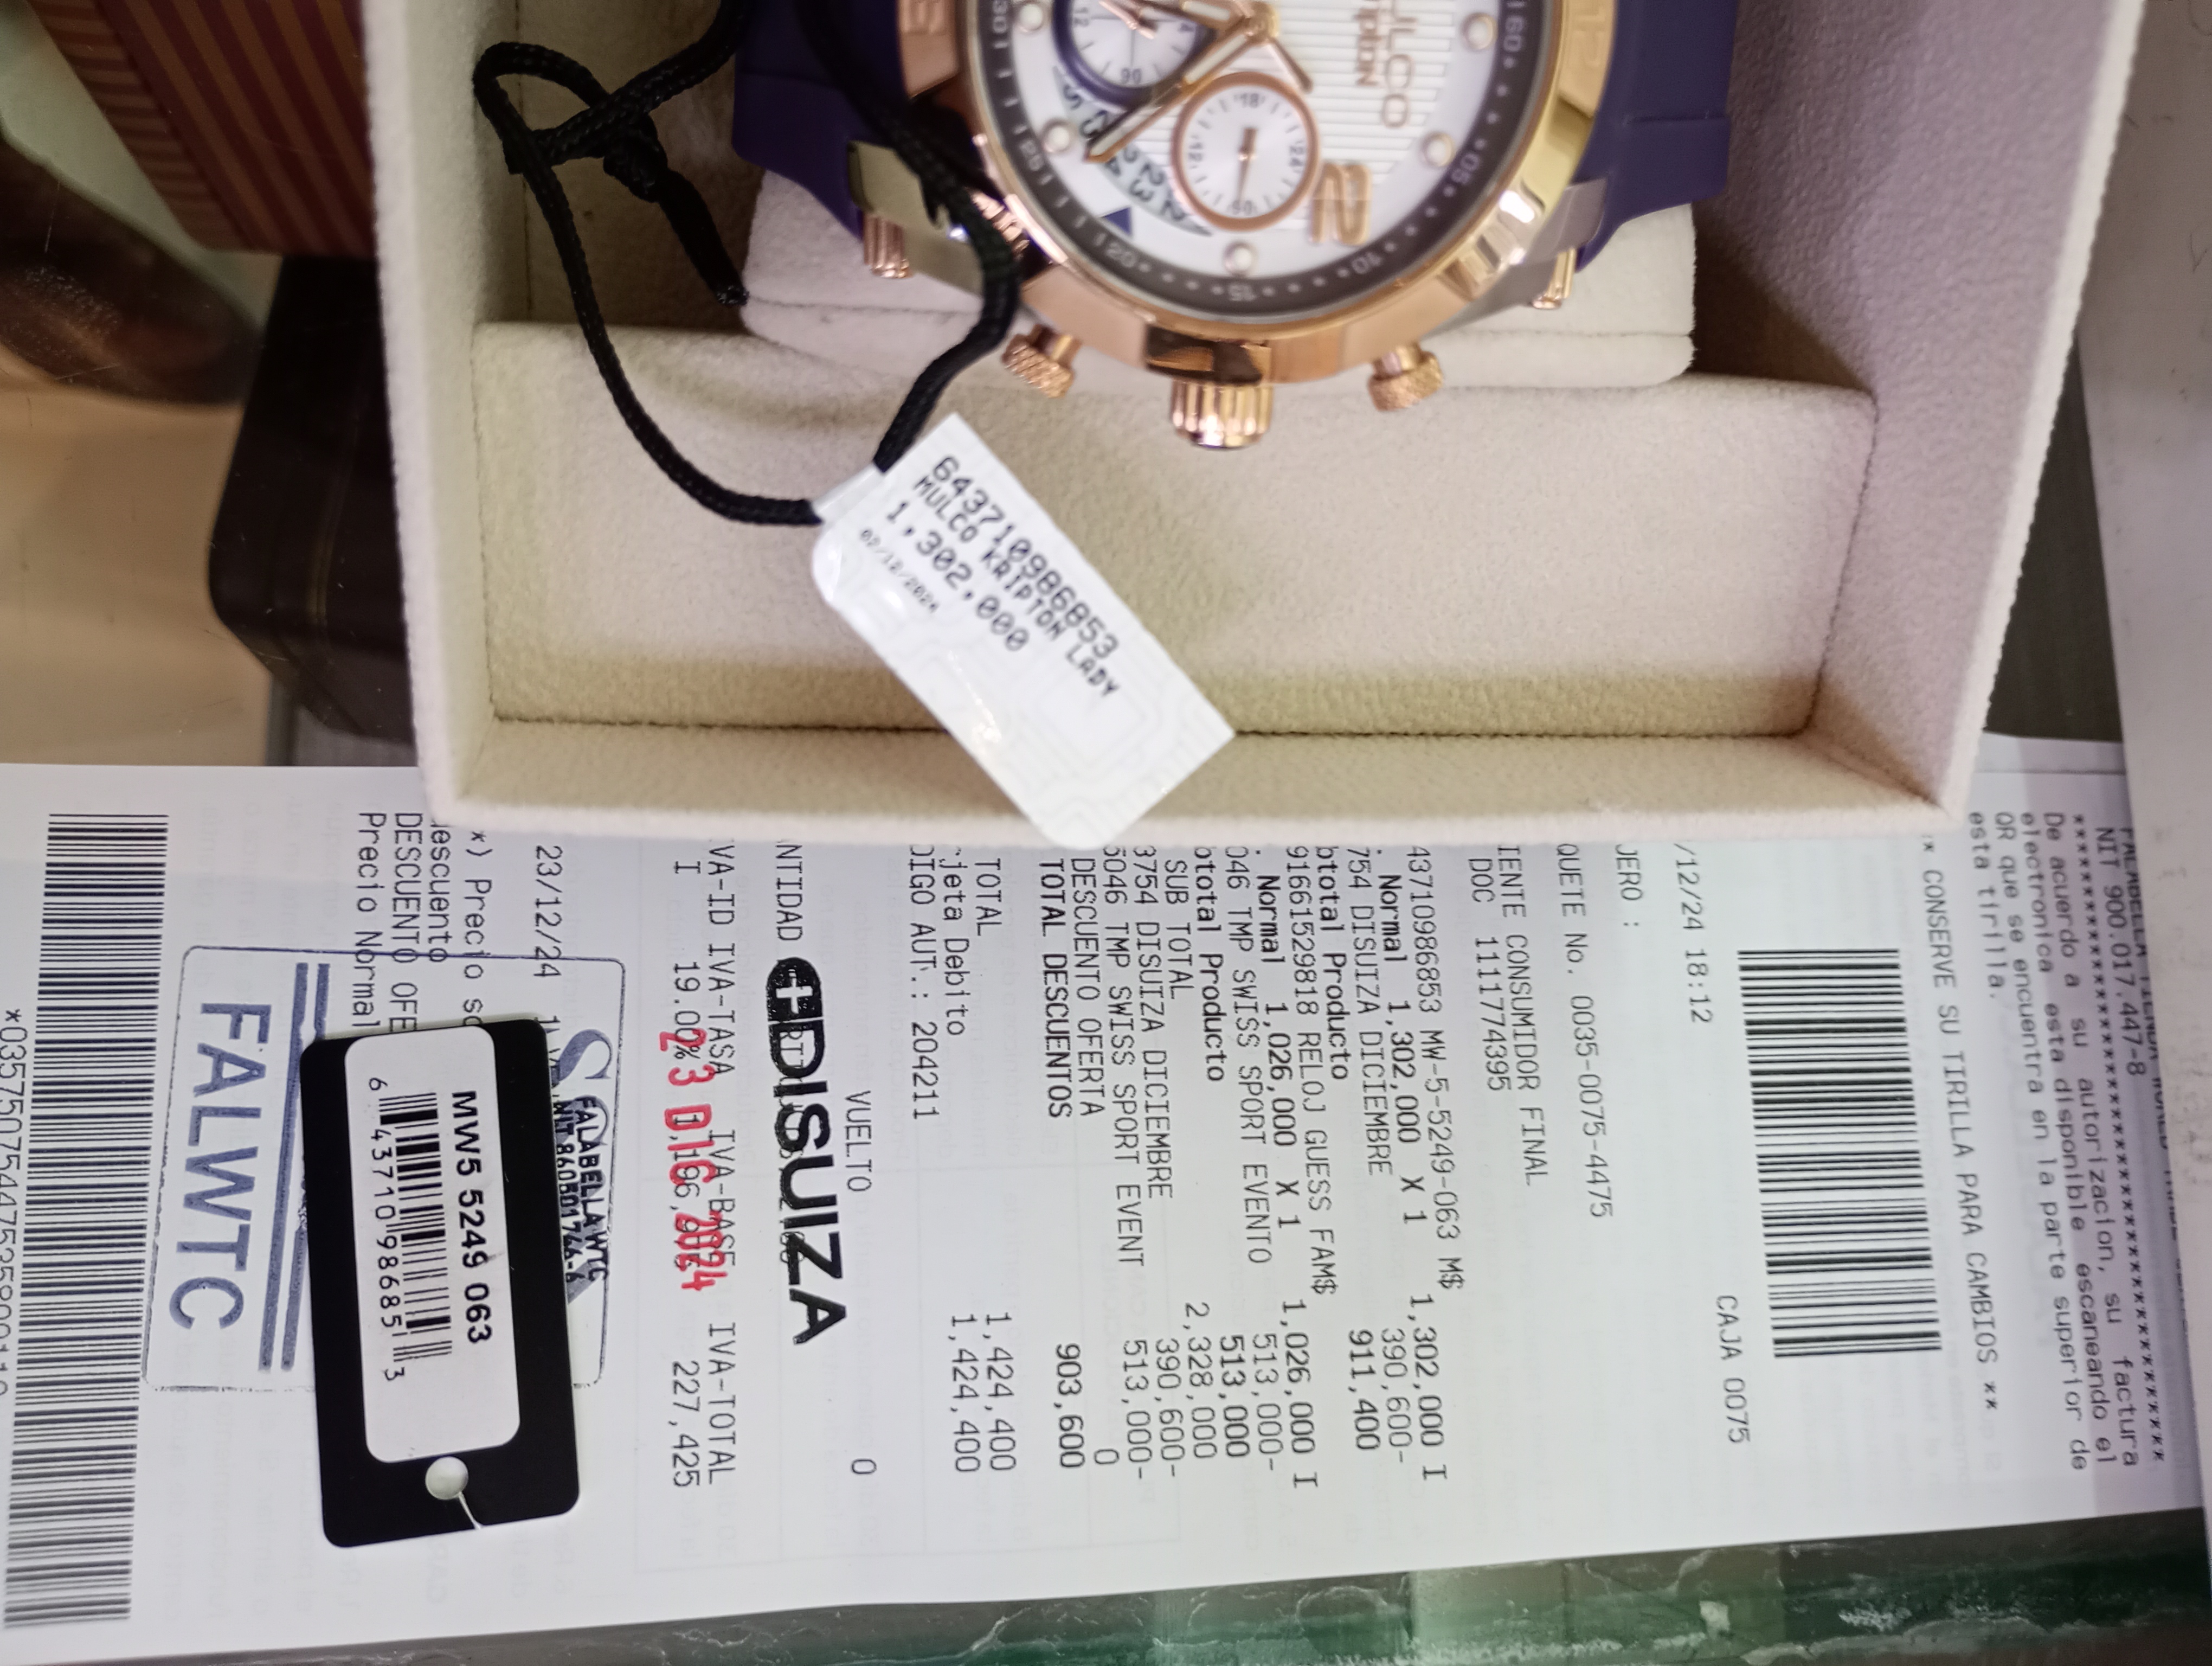 MULCO
643710986853
MULCO KRIPTON LADY
1,302,000
02/12/2024
NIT 900.017.447-8
************************************
De acuerdo a su autorizacion, su factura
electronica esta disponible escaneando el
QR que se encuentra en la parte superior de
esta tirilla.
** CONSERVE SU TIRILLA PARA CAMBIOS **
/12/24 18:12 CAJA 0075
JERO :
QUETE No. 0035-0075-4475
IENTE CONSUMIDOR FINAL
DOC 1111774395
43710986853 MW-5-5249-063 M$ 1,302,000 I
. Normal 1,302,000 X 1 390,600-
754 DISUIZA DICIEMBRE
btotal Producto 911,400
9166152981​8 RELOJ GUESS FAM$ 1,026,000 I
. Normal 1,026,000 X 1 513,000-
046 TMP SWISS SPORT EVENTO
btotal Producto 513,000
SUB TOTAL 2,328,000
3754 DISUIZA DICIEMBRE 390,600-
5046 TMP SWISS SPORT EVENT 513,000-
DESCUENTO OFERTA 0
TOTAL DESCUENTOS 903,600
TOTAL 1,424,400
rjeta Debito 1,424,400
DIGO AUT.: 204211
VUELTO 0
NTIDAD
DISUIZA
VA-ID IVA-TASA IVA-BASE IVA-TOTAL
I 19.00% 227,425
23 DIC 2024
23/12/24
FALABELLA WTC
FALWTC
*) Precio
descuento
DESCUENTO OFE
Precio Normal
MW5 5249 063
6 43710 98685 3